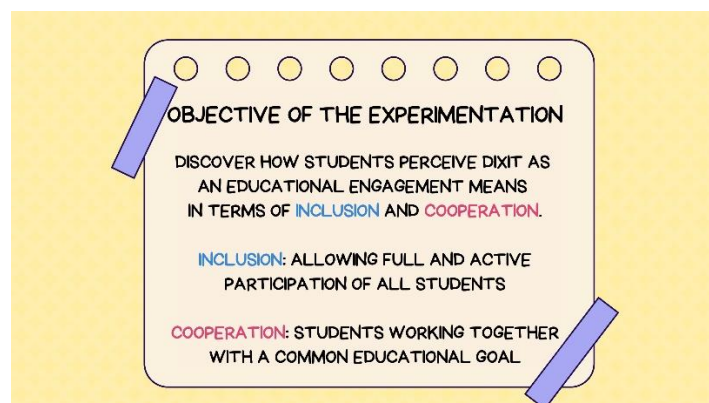 OBJECTIVE OF THE EXPERIMENTATION
DISCOVER HOW STUDENTS PERCEIVE DIXIT AS
AN EDUCATIONAL ENGAGEMENT MEANS
IN TERMS OF INCLUSION AND COOPERATION.
INCLUSION: ALLOWING FULL AND ACTIVE
PARTICIPATION OF ALL STUDENTS
COOPERATION: STUDENTS WORKING TOGETHER
WITH A COMMON EDUCATIONAL GOAL